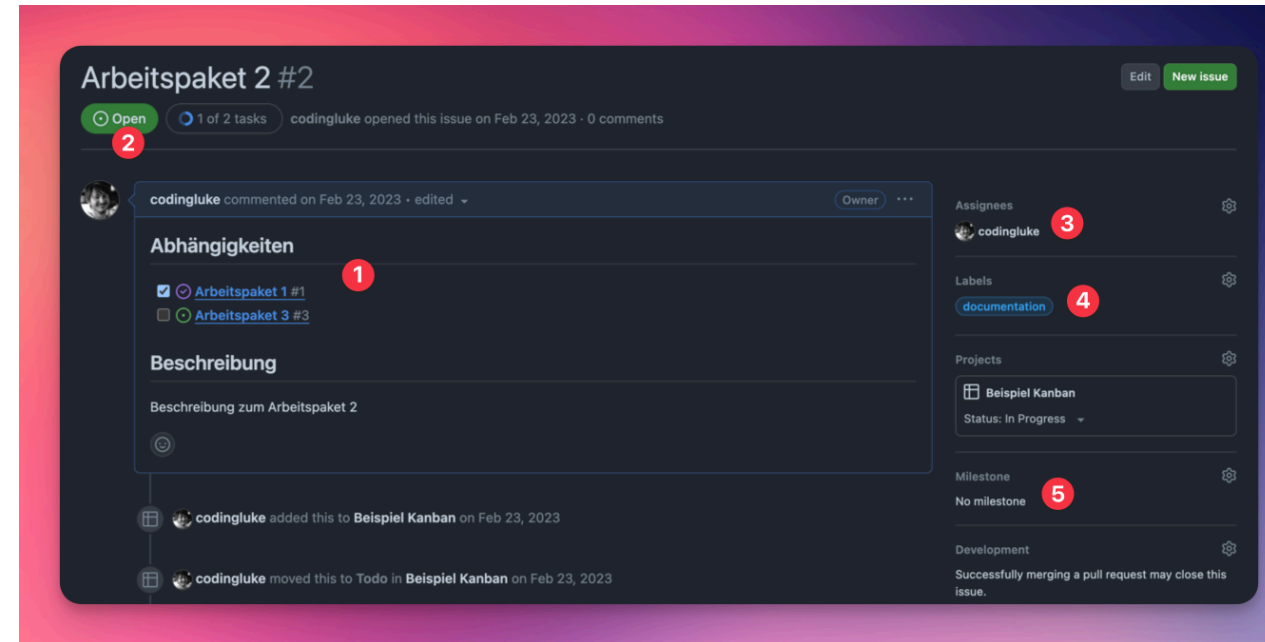 Arbeitspaket 2 #2
Edit
New issue
Open
1 of 2 tasks
codingluke opened this issue on Feb 23, 2023 · 0 comments
2
codingluke commented on Feb 23, 2023 • edited
Owner
Abhängigkeiten
1
Arbeitspaket 1 #1
Arbeitspaket 3 #3
Beschreibung
Beschreibung zum Arbeitspaket 2
codingluke added this to Beispiel Kanban on Feb 23, 2023
codingluke moved this to Todo in Beispiel Kanban on Feb 23, 2023
Assignees
codingluke
3
Labels
documentation
4
Projects
Beispiel Kanban
Status: In Progress
Milestone
No milestone
5
Development
Successfully merging a pull request may close this
issue.